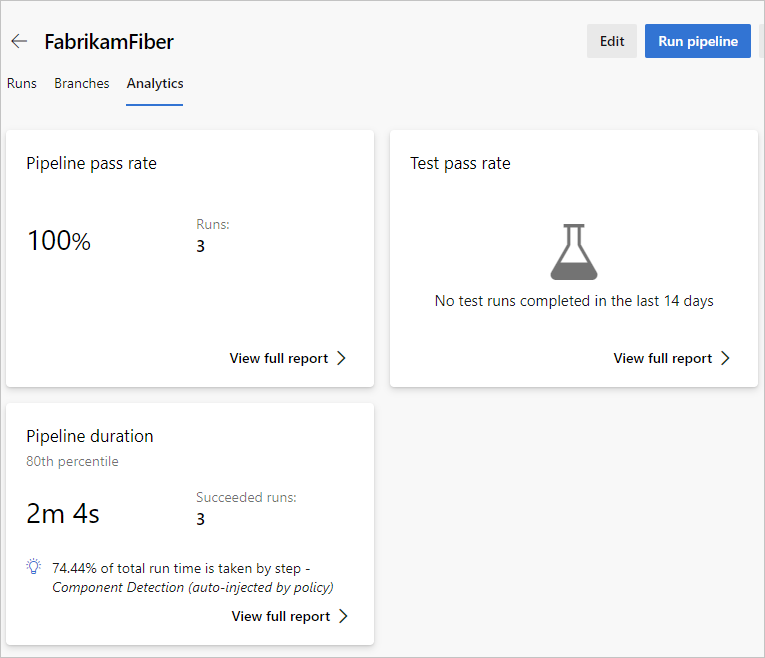 FabrikamFiber
Edit
Run pipeline
Runs
Branches
Analytics
Pipeline pass rate
100%
Runs:
3
View full report
Test pass rate
No test runs completed in the last 14 days
View full report
Pipeline duration
80th percentile
2m 4s
Succeeded runs:
3
74.44% of total run time is taken by step -
Component Detection (auto-injected by policy)
View full report